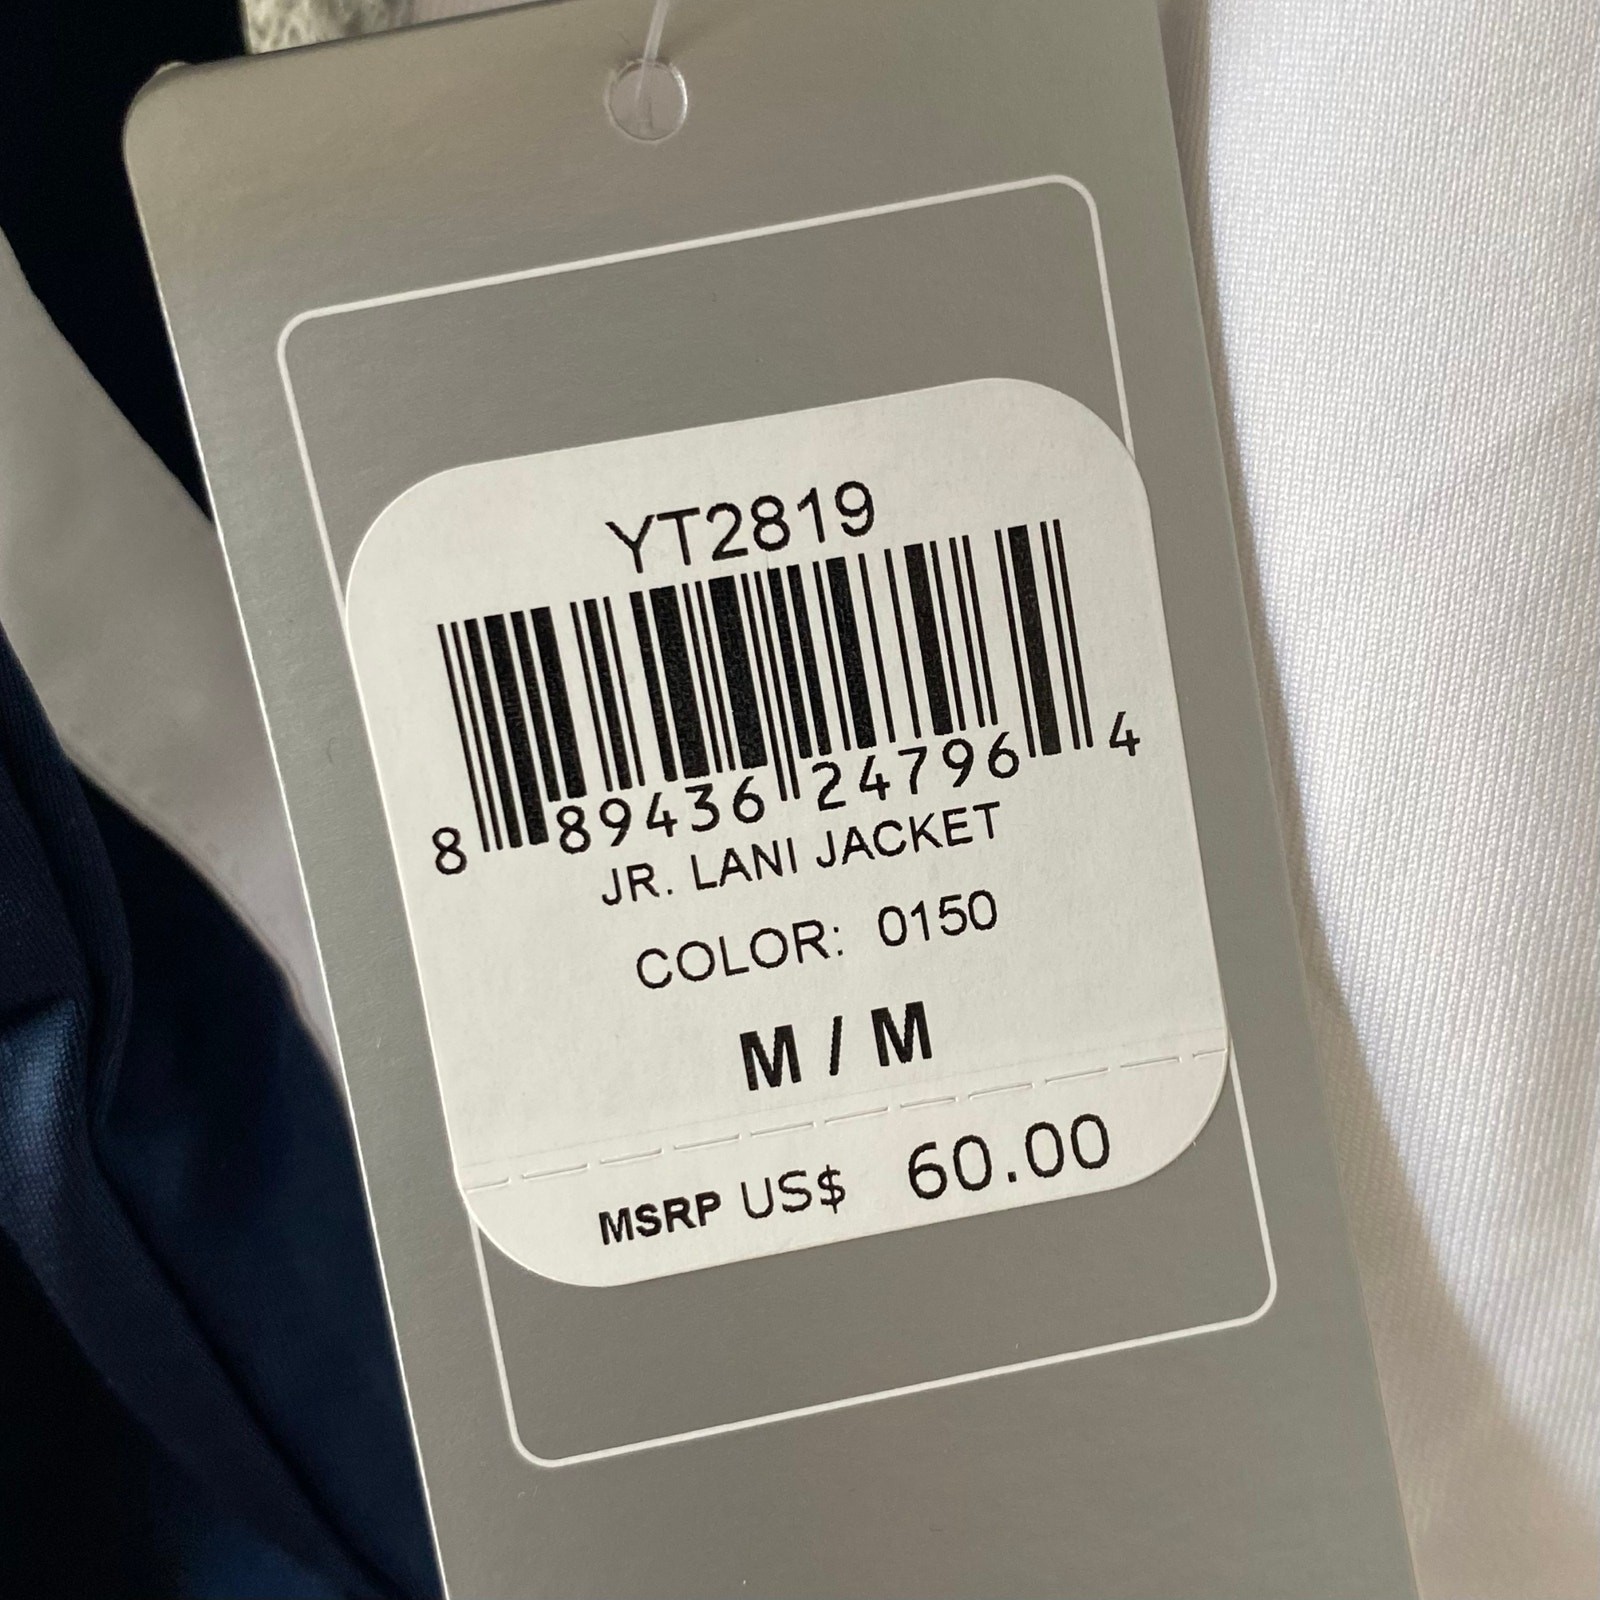 YT2819
8 89436 24796 4
JR. LANI JACKET
COLOR: 0150
M / M
MSRP US$ 60.00